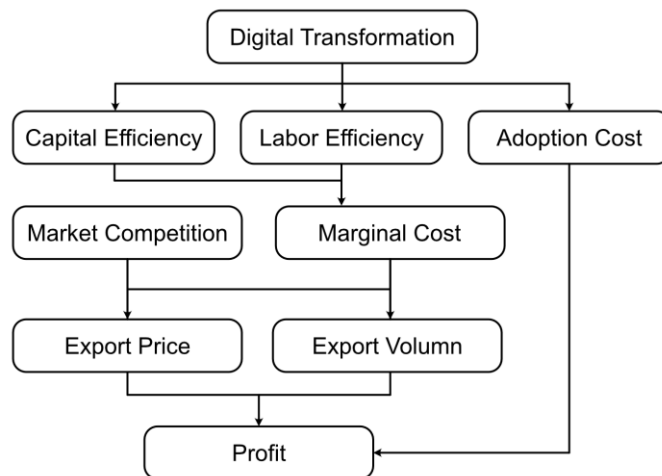 Digital Transformation
Capital Efficiency
Labor Efficiency
Adoption Cost
Market Competition
Marginal Cost
Export Price
Export Volumn
Profit